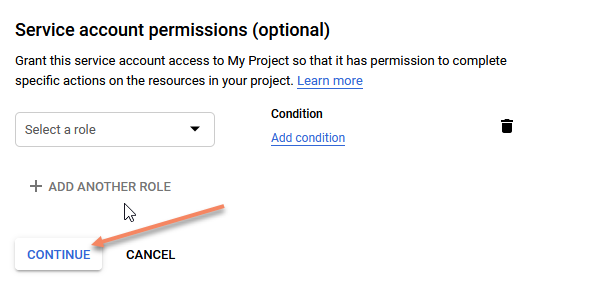 Service account permissions (optional)
Grant this service account access to My Project so that it has permission to complete
specific actions on the resources in your project. Learn more
Select a role
Condition
Add condition
ADD ANOTHER ROLE
CONTINUE
CANCEL